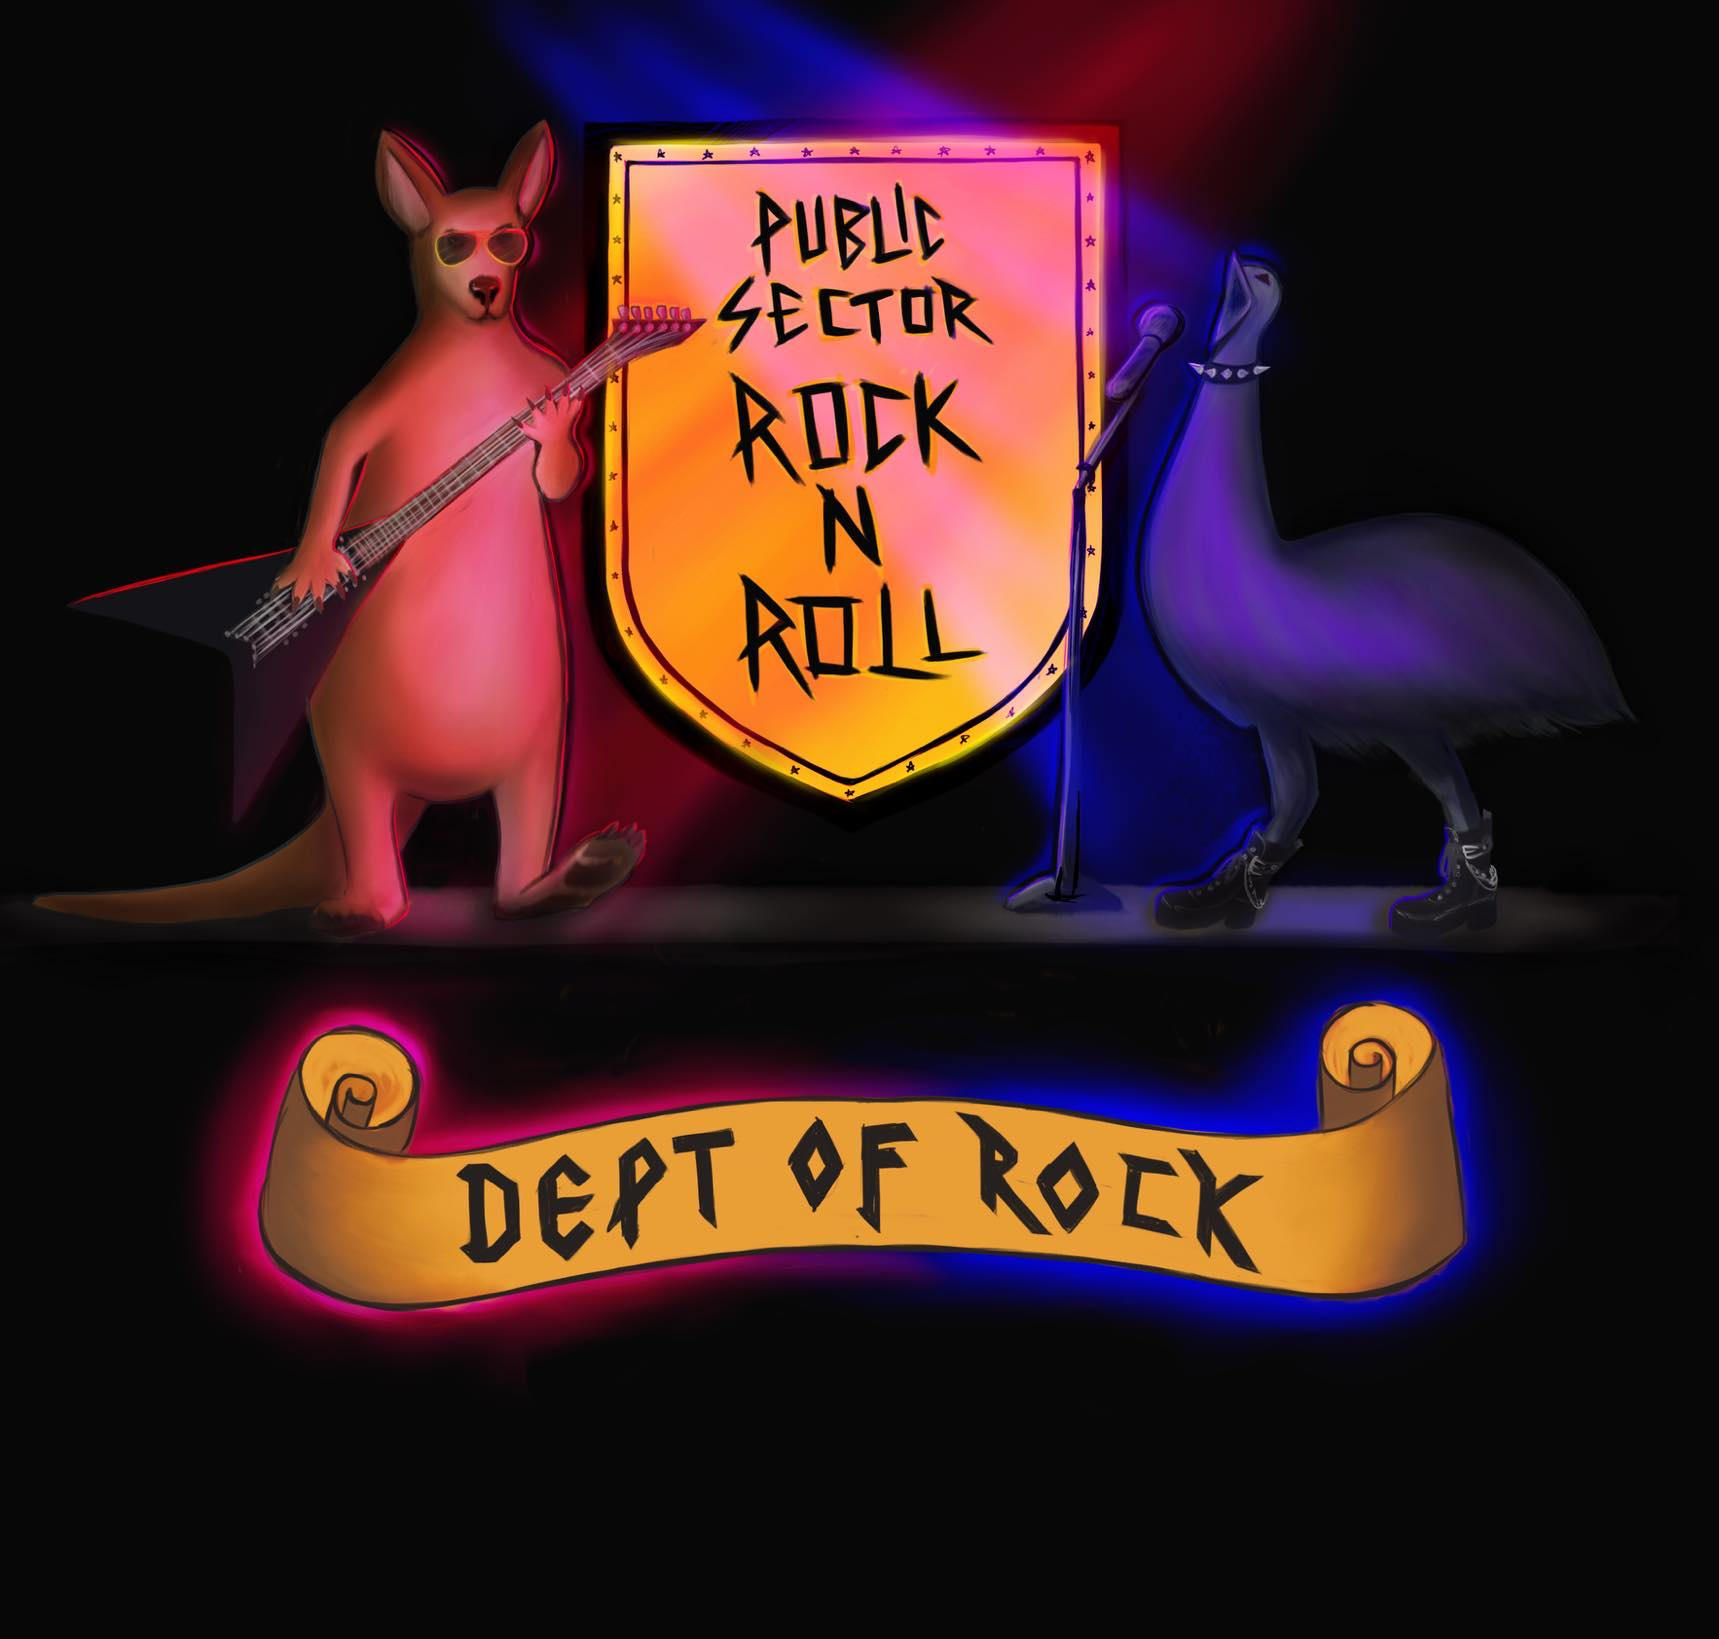 PUBLIC
SECTOR
ROCK
N
ROLL
DEPT OF ROCK